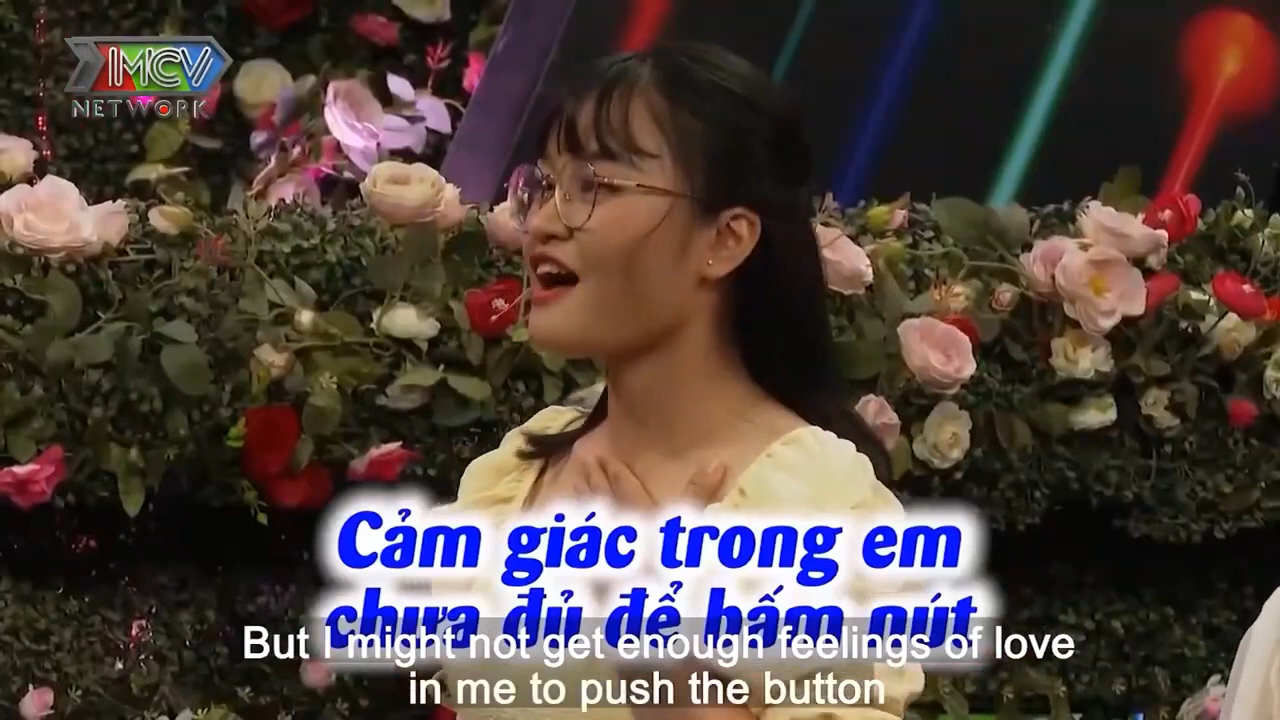 MCV
NETWORK
Cảm giác trong em
chưa đủ để bấm nút
But I might not get enough feelings of love
in me to push the button